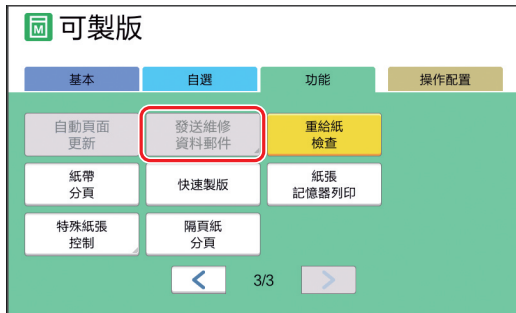 M 可製版
基本 自選 功能 操作配置
自動頁面 發送維修 重給紙
更新 資料郵件 檢查
紙帶 快速製版 紙張
分頁 記憶器列印
特殊紙張 隔頁紙
控制 分頁
3/3